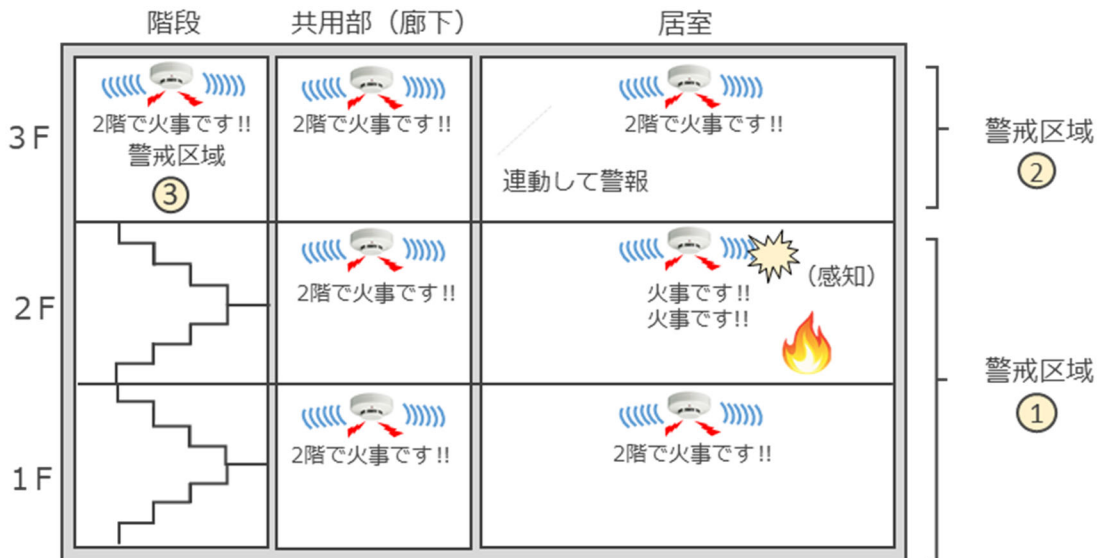 階段
共用部（廊下）
居室
3F
2階で火事です!!
警戒区域
③
2階で火事です!!
2階で火事です!!
連動して警報
警戒区域
②
2F
2階で火事です!!
火事です!!
火事です!!
（感知）
警戒区域
①
1F
2階で火事です!!
2階で火事です!!